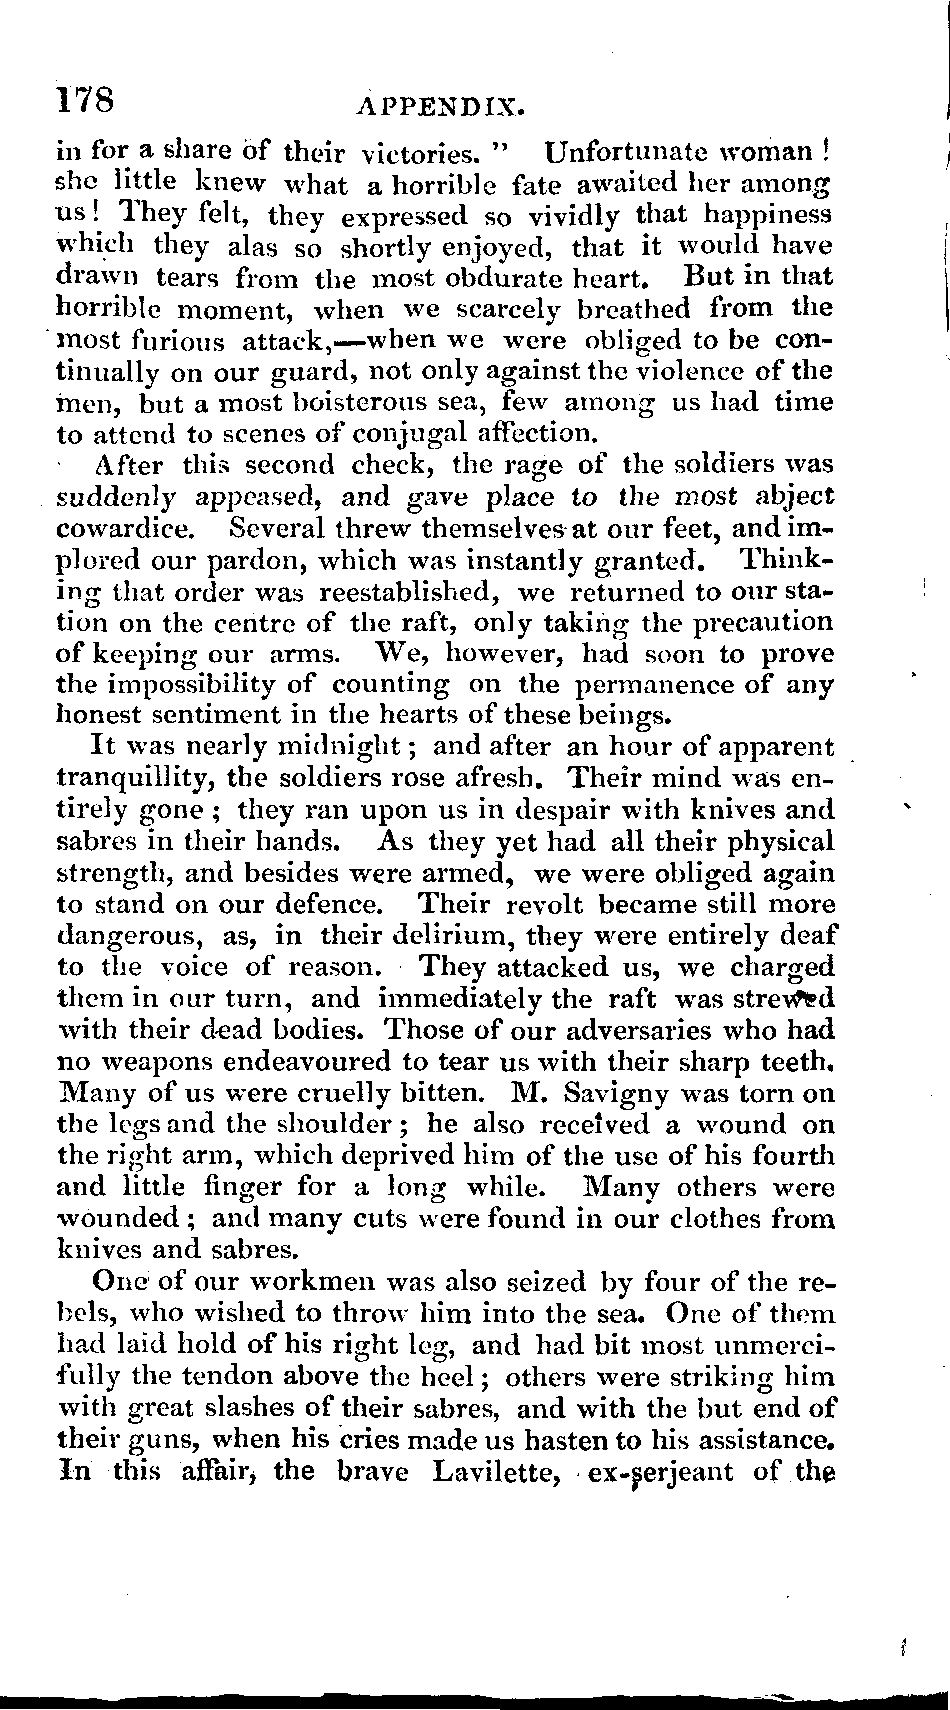 178 APPENDIX.
in for a share of their victories. " Unfortunate woman !
she little knew what a horrible fate awaited her among
us! They felt, they expressed so vividly that happiness
which they alas so shortly enjoyed, that it would have
drawn tears from the most obdurate heart. But in that
horrible moment, when we scarcely breathed from the
most furious attack,—when we were obliged to be con-
tinually on our guard, not only against the violence of the
men, but a most boisterous sea, few among us had time
to attend to scenes of conjugal affection.
After this second check, the rage of the soldiers was
suddenly appeased, and gave place to the most abject
cowardice. Several threw themselves at our feet, and im-
plored our pardon, which was instantly granted. Think-
ing that order was reestablished, we returned to our sta-
tion on the centre of the raft, only taking the precaution
of keeping our arms. We, however, had soon to prove
the impossibility of counting on the permanence of any
honest sentiment in the hearts of these beings.
It was nearly midnight ; and after an hour of apparent
tranquillity, the soldiers rose afresh. Their mind was en-
tirely gone ; they ran upon us in despair with knives and
sabres in their hands. As they yet had all their physical
strength, and besides were armed, we were obliged again
to stand on our defence. Their revolt became still more
dangerous, as, in their delirium, they were entirely deaf
to the voice of reason. They attacked us, we charged
them in our turn, and immediately the raft was strewed
with their dead bodies. Those of our adversaries who had
no weapons endeavoured to tear us with their sharp teeth.
Many of us were cruelly bitten. M. Savigny was torn on
the legs and the shoulder ; he also received a wound on
the right arm, which deprived him of the use of his fourth
and little finger for a long while. Many others were
wounded ; and many cuts were found in our clothes from
knives and sabres.
One of our workmen was also seized by four of the re-
bels, who wished to throw him into the sea. One of them
had laid hold of his right leg, and had bit most unmerci-
fully the tendon above the heel ; others were striking him
with great slashes of their sabres, and with the but end of
their guns, when his cries made us hasten to his assistance.
In this affair, the brave Lavilette, ex-serjeant of the